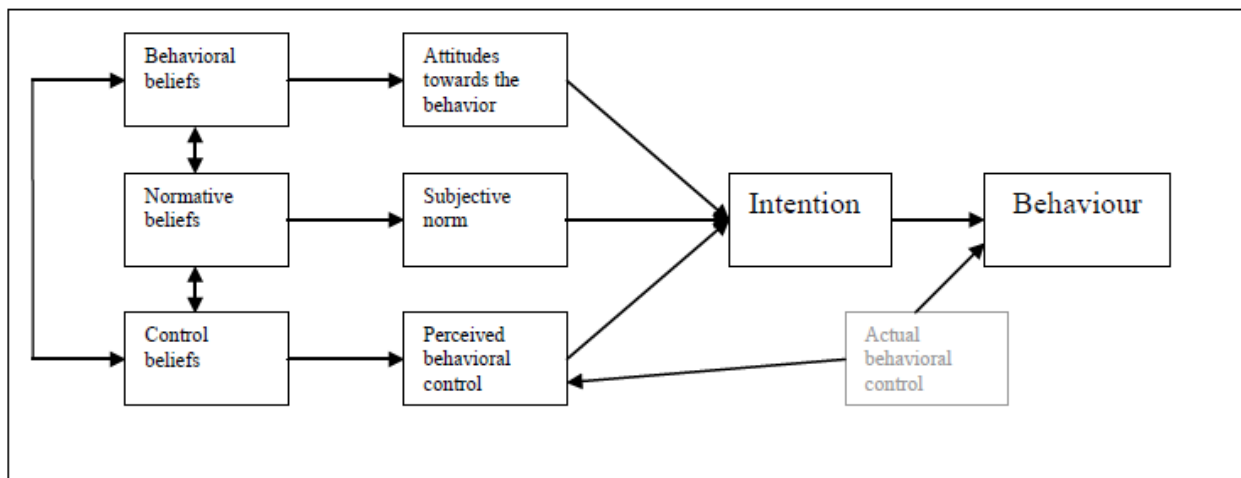 Behavioral
beliefs
Attitudes
towards the
behavior
Normative
beliefs
Subjective
norm
Intention
Behaviour
Control
beliefs
Perceived
behavioral
control
Actual
behavioral
control